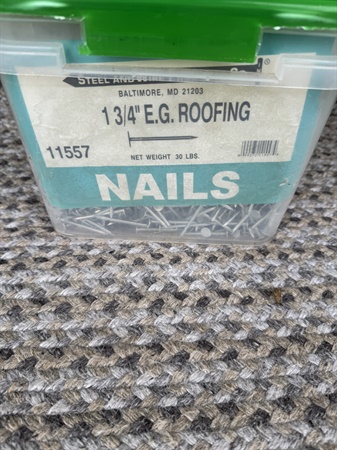 STEEL AND WIRE
BALTIMORE, MD 21203
1 3/4" E.G. ROOFING
11557
NET WEIGHT 30 LBS.
NAILS